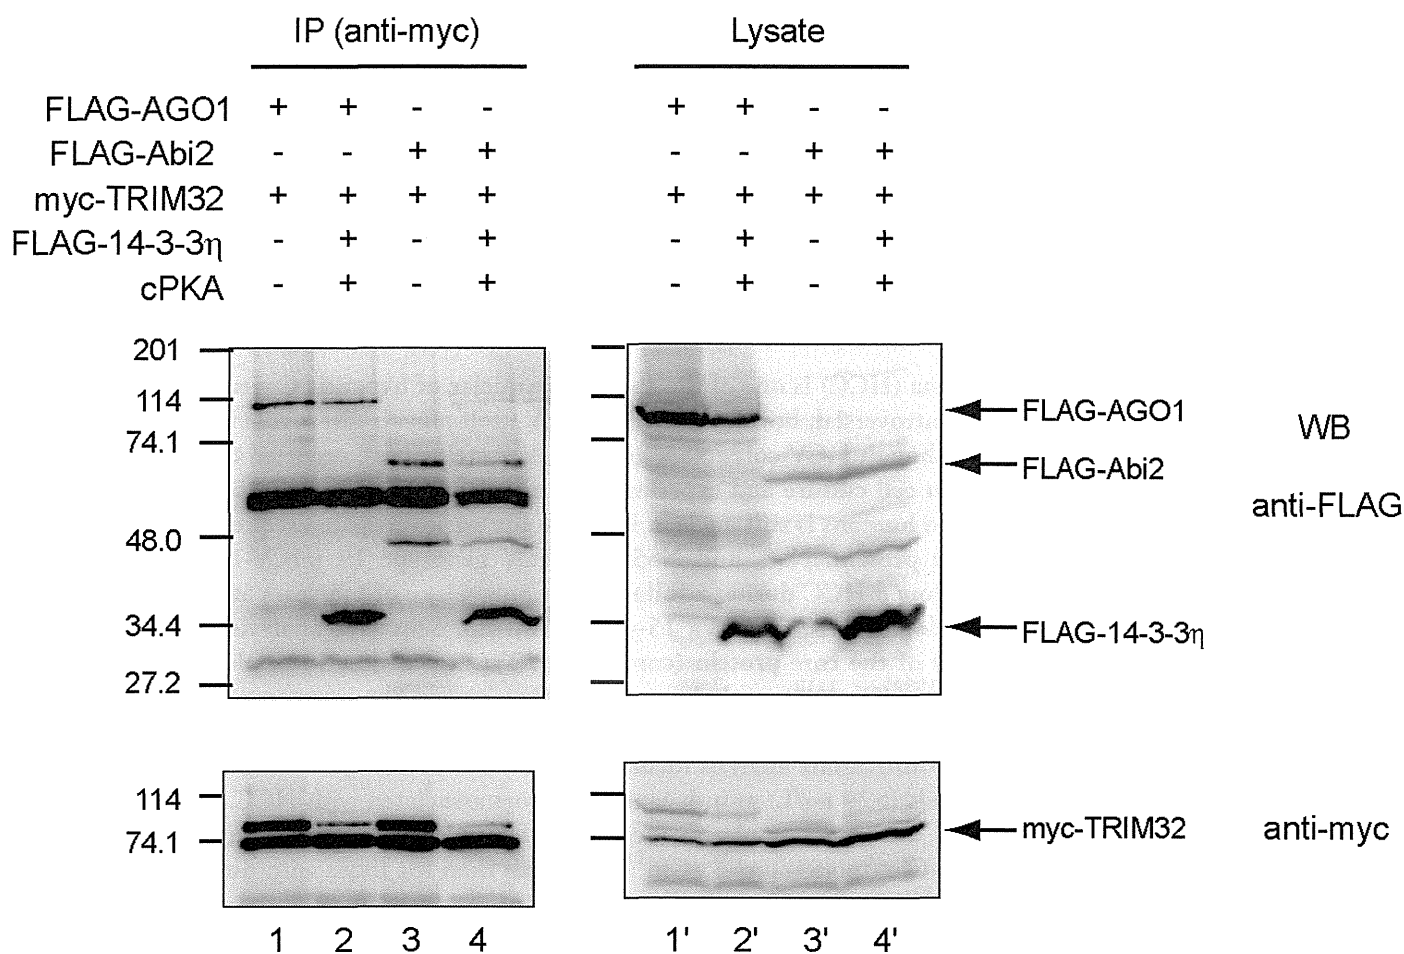 IP (anti-myc) Lysate
FLAG-AGO1 + + - - + + - -
FLAG-Abi2 - - + + - - + +
myc-TRIM32 + + + + + + + +
FLAG-14-3-3η - + - + - + - +
cPKA - + - + - + - +
201
114
74.1
48.0
34.4
27.2
FLAG-AGO1
FLAG-Abi2
FLAG-14-3-3η
WB
anti-FLAG
114
74.1
myc-TRIM32 anti-myc
1 2 3 4 1' 2' 3' 4'